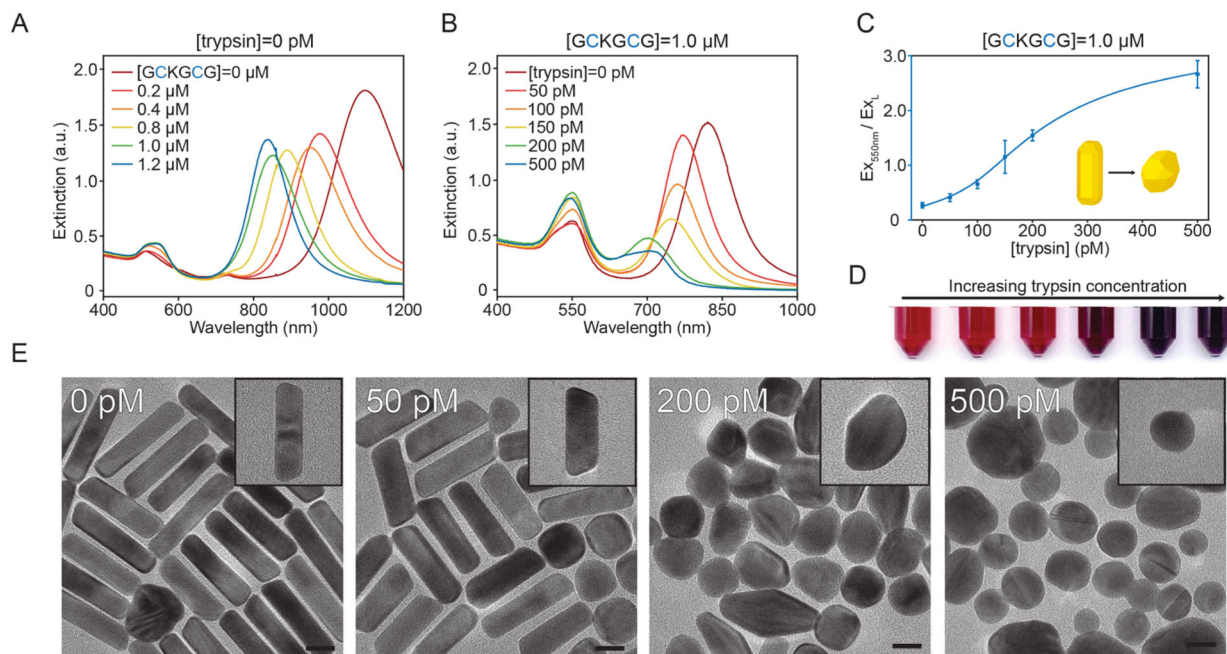 A
[trypsin]=0 pM
Extinction (a.u.)
2.0
1.5
1.0
0.5
0
[GCKGCG]=0 µM
0.2 µM
0.4 µM
0.8 µM
1.0 µM
1.2 µM
400 600 800 1000 1200
Wavelength (nm)
B
[GCKGCG]=1.0 µM
Extinction (a.u.)
2.0
1.5
1.0
0.5
0
[trypsin]=0 pM
50 pM
100 pM
150 pM
200 pM
500 pM
400 550 700 850 1000
Wavelength (nm)
C
[GCKGCG]=1.0 µM
Ex550nm / ExL
3.0
2.0
1.0
0
0 100 200 300 400 500
[trypsin] (pM)
D
Increasing trypsin concentration
E
0 pM
50 pM
200 pM
500 pM